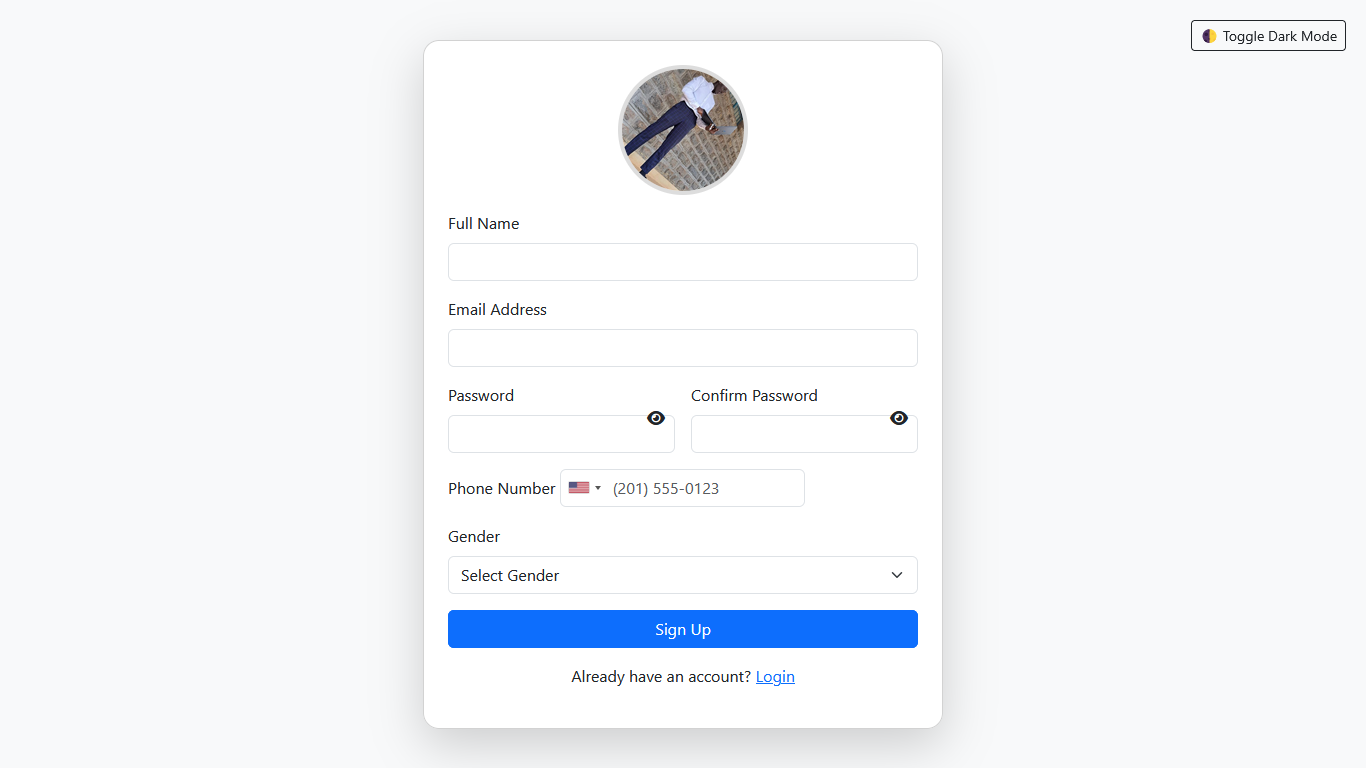 Toggle Dark Mode
Full Name
Email Address
Password Confirm Password
Phone Number (201) 555-0123
Gender
Select Gender
Sign Up
Already have an account? Login